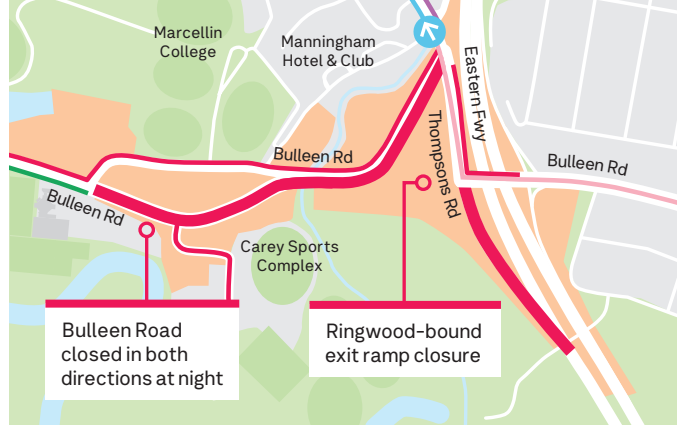 Marcellin
College
Manningham
Hotel & Club
Eastern Fwy
Thompsons Rd
Bulleen Rd
Bulleen Rd
Bulleen Rd
Carey Sports
Complex
Bulleen Road
closed in both
directions at night
Ringwood-bound
exit ramp closure